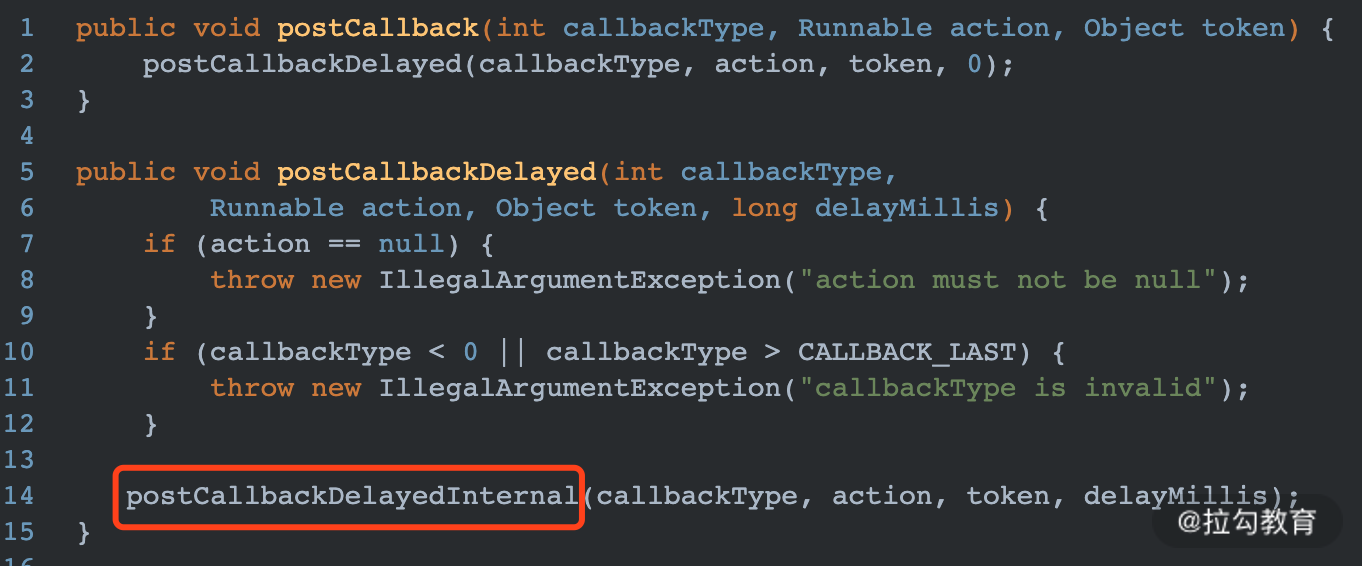 1 public void postCallback(int callbackType, Runnable action, Object token) {
2 postCallbackDelayed(callbackType, action, token, 0);
3 }
4
5 public void postCallbackDelayed(int callbackType,
6 Runnable action, Object token, long delayMillis) {
7 if (action == null) {
8 throw new IllegalArgumentException("action must not be null");
9 }
10 if (callbackType < 0 || callbackType > CALLBACK_LAST) {
11 throw new IllegalArgumentException("callbackType is invalid");
12 }
13
14 postCallbackDelayedInternal(callbackType, action, token, delayMillis);
@拉勾教育
15 }
16